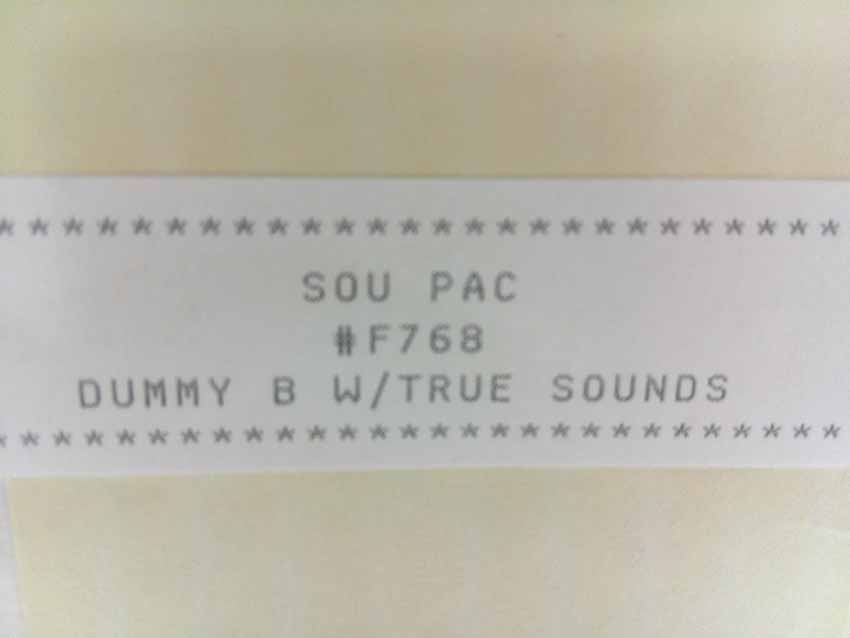 * * * * * * * * * * * * * * * * * * * * * * * * *
SOU PAC
#F768
DUMMY B W/TRUE SOUNDS
* * * * * * * * * * * * * * * * * * * * * * * * * * *